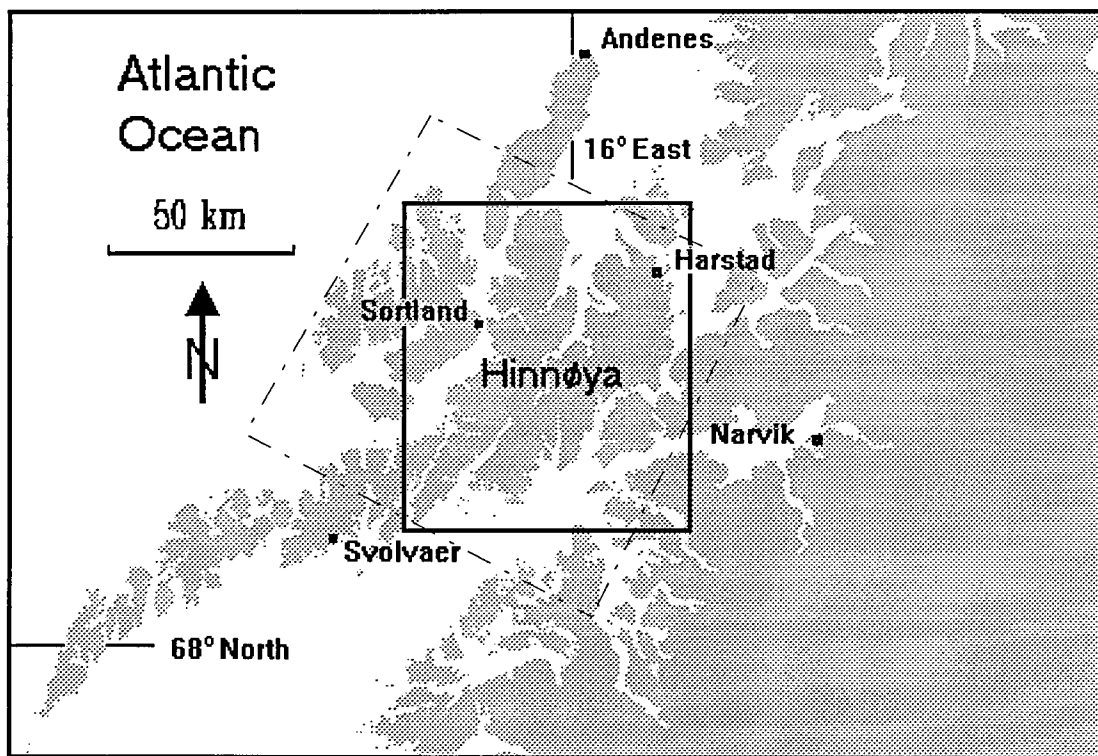 Andenes
Atlantic
Ocean
16° East
50 km
Harstad
Sortland
N
Hinnøya
Narvik
Svolvaer
68° North